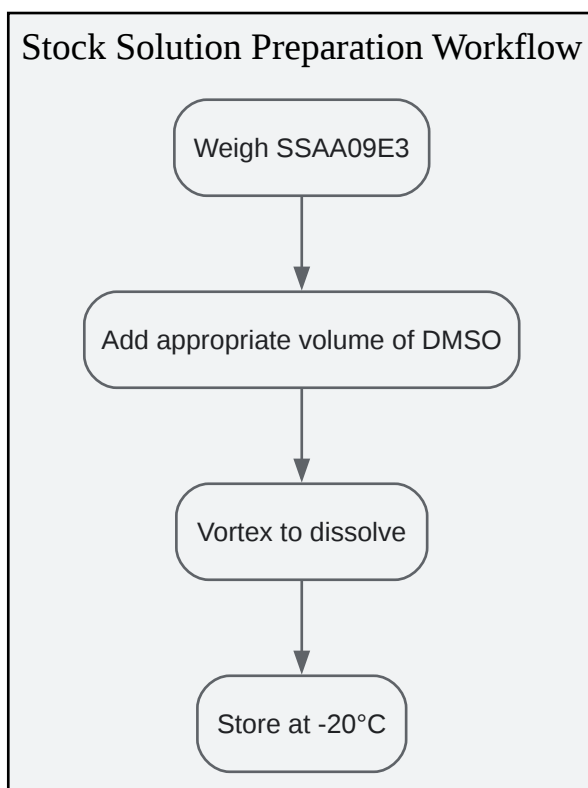 Stock Solution Preparation Workflow
Weigh SSAA09E3
Add appropriate volume of DMSO
Vortex to dissolve
Store at -20°C